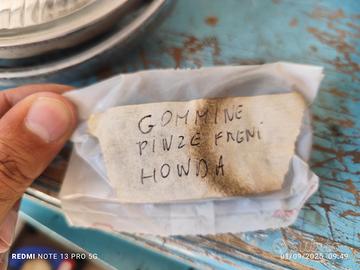 GOMMINE
PINZE FRENI
HONDA
REDMI NOTE 13 PRO 5G
01/09/2025 09:49